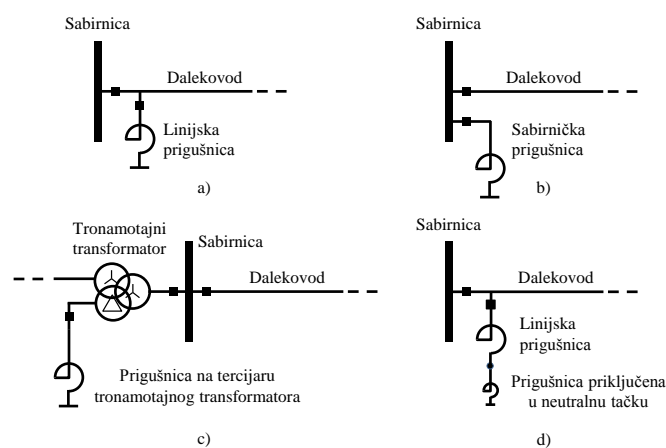 Sabirnica
Dalekovod
Linijska
prigušnica
a)
Sabirnica
Dalekovod
Sabirnička
prigušnica
b)
Tronamotajni
transformator
Sabirnica
Dalekovod
Prigušnica na tercijaru
tronamotajnog transformatora
c)
Sabirnica
Dalekovod
Linijska
prigušnica
Prigušnica priključena
u neutralnu tačku
d)